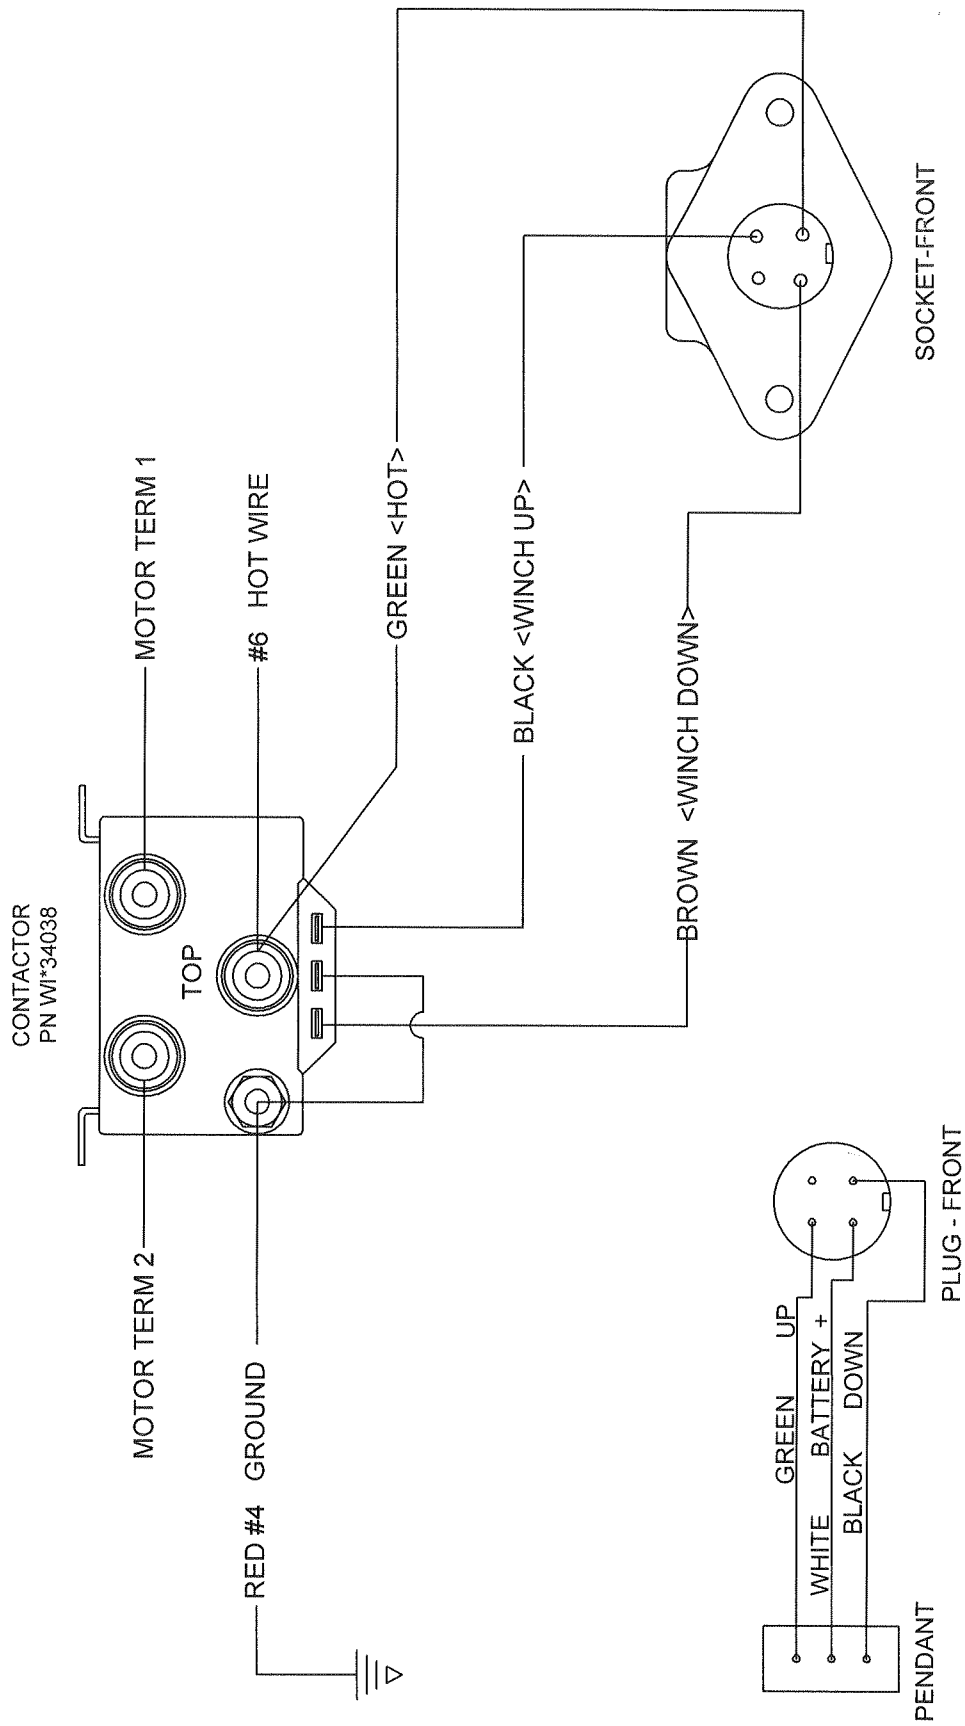 CONTACTOR
PN WI*34038
MOTOR TERM 2
MOTOR TERM 1
TOP
RED #4 GROUND
#6 HOT WIRE
GREEN <HOT>
BLACK <WINCH UP>
BROWN <WINCH DOWN>
SOCKET-FRONT
GREEN UP
WHITE BATTERY +
BLACK DOWN
PENDANT
PLUG - FRONT